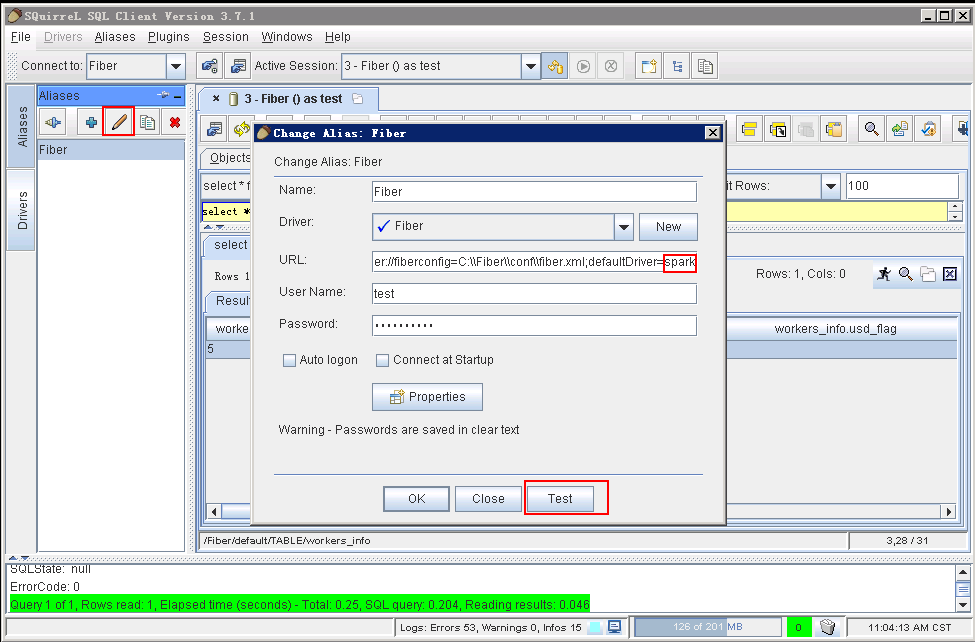 SQuirreL SQL Client Version 3.7.1
File Drivers Aliases Plugins Session Windows Help
Connect to: Fiber Active Session: 3 - Fiber () as test
Aliases
Drivers
Aliases
Fiber
3 - Fiber () as test
Objects
select * f
it Rows: 100
select *
select
Rows 1
Rows: 1, Cols: 0
Result
worke
workers_info.usd_flag
5
Change Alias: Fiber
Change Alias: Fiber
Name: Fiber
Driver: Fiber New
URL: er://fiberconfig=C:\\Fiber\\conf\\fiber.xml;defaultDriver=spark
User Name: test
Password: ••••••••••
Auto logon Connect at Startup
Properties
Warning - Passwords are saved in clear text
OK Close Test
/Fiber/default/TABLE/workers_info 3,28 / 31
SQLState: null
ErrorCode: 0
Query 1 of 1, Rows read: 1, Elapsed time (seconds) - Total: 0.25, SQL query: 0.204, Reading results: 0.046
Logs: Errors 53, Warnings 0, Infos 15 126 of 201 MB 0 11:04:13 AM CST